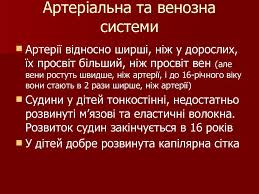 Артеріальна та венозна
системи
Артерії відносно ширші, ніж у дорослих,
їх просвіт більший, ніж просвіт вен (але
вени ростуть швидше, ніж артерії, і до 16-річного віку
вони стають в 2 рази ширше, ніж артерії)
Судини у дітей тонкостінні, недостатньо
розвинуті м’язові та еластичні волокна.
Розвиток судин закінчується в 16 років
У дітей добре розвинута капілярна сітка